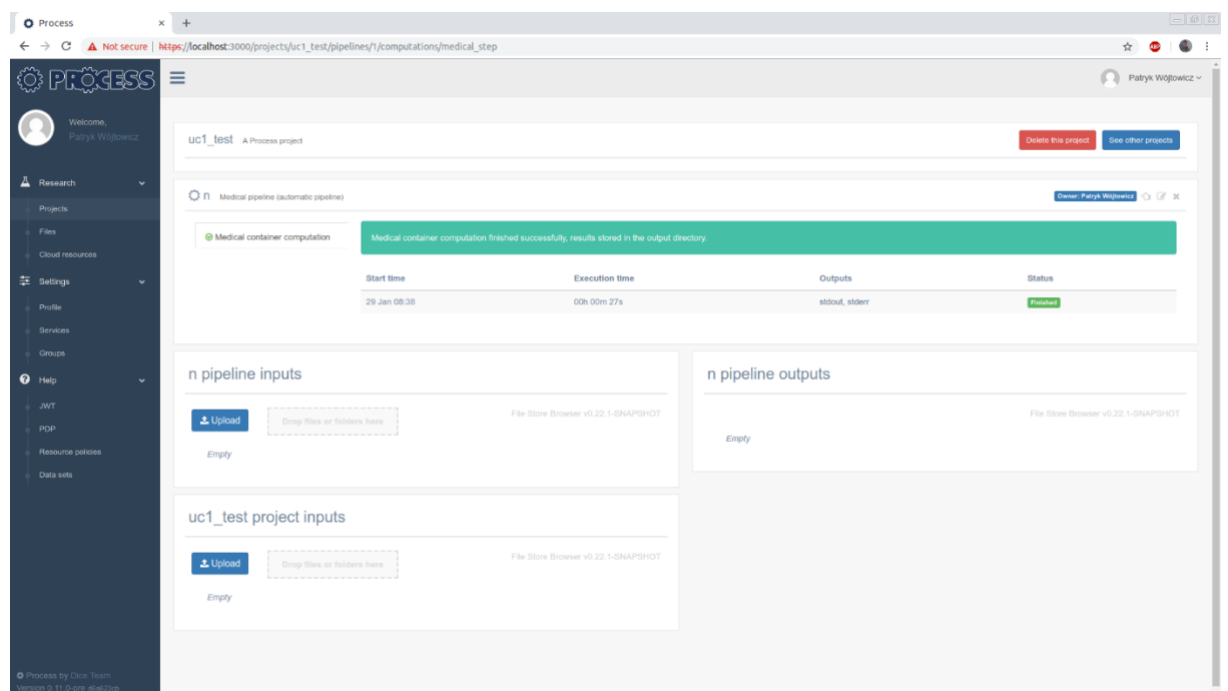 Process
Not secure | https://localhost:3000/projects/uc1_test/pipelines/1/computations/medical_step
ABP
PROCESS
Patryk Wójtowicz
Welcome,
Patryk Wójtowicz
Research
Projects
Files
Cloud resources
Settings
Profile
Services
Groups
Help
JWT
PDP
Resource policies
Data sets
Process by Dice Team
uc1_test A Process project
Delete this project
See other projects
n Medical pipeline (automatic pipeline)
Owner: Patryk Wójtowicz
Medical container computation
Medical container computation finished successfully, results stored in the output directory.
Start time Execution time Outputs Status
29 Jan 08:38 00h 00m 27s stdout, stderr Finished
n pipeline inputs
Upload
Drop files or folders here
File Store Browser v0.22.1-SNAPSHOT
Empty
n pipeline outputs
File Store Browser v0.22.1-SNAPSHOT
Empty
uc1_test project inputs
Upload
Drop files or folders here
File Store Browser v0.22.1-SNAPSHOT
Empty